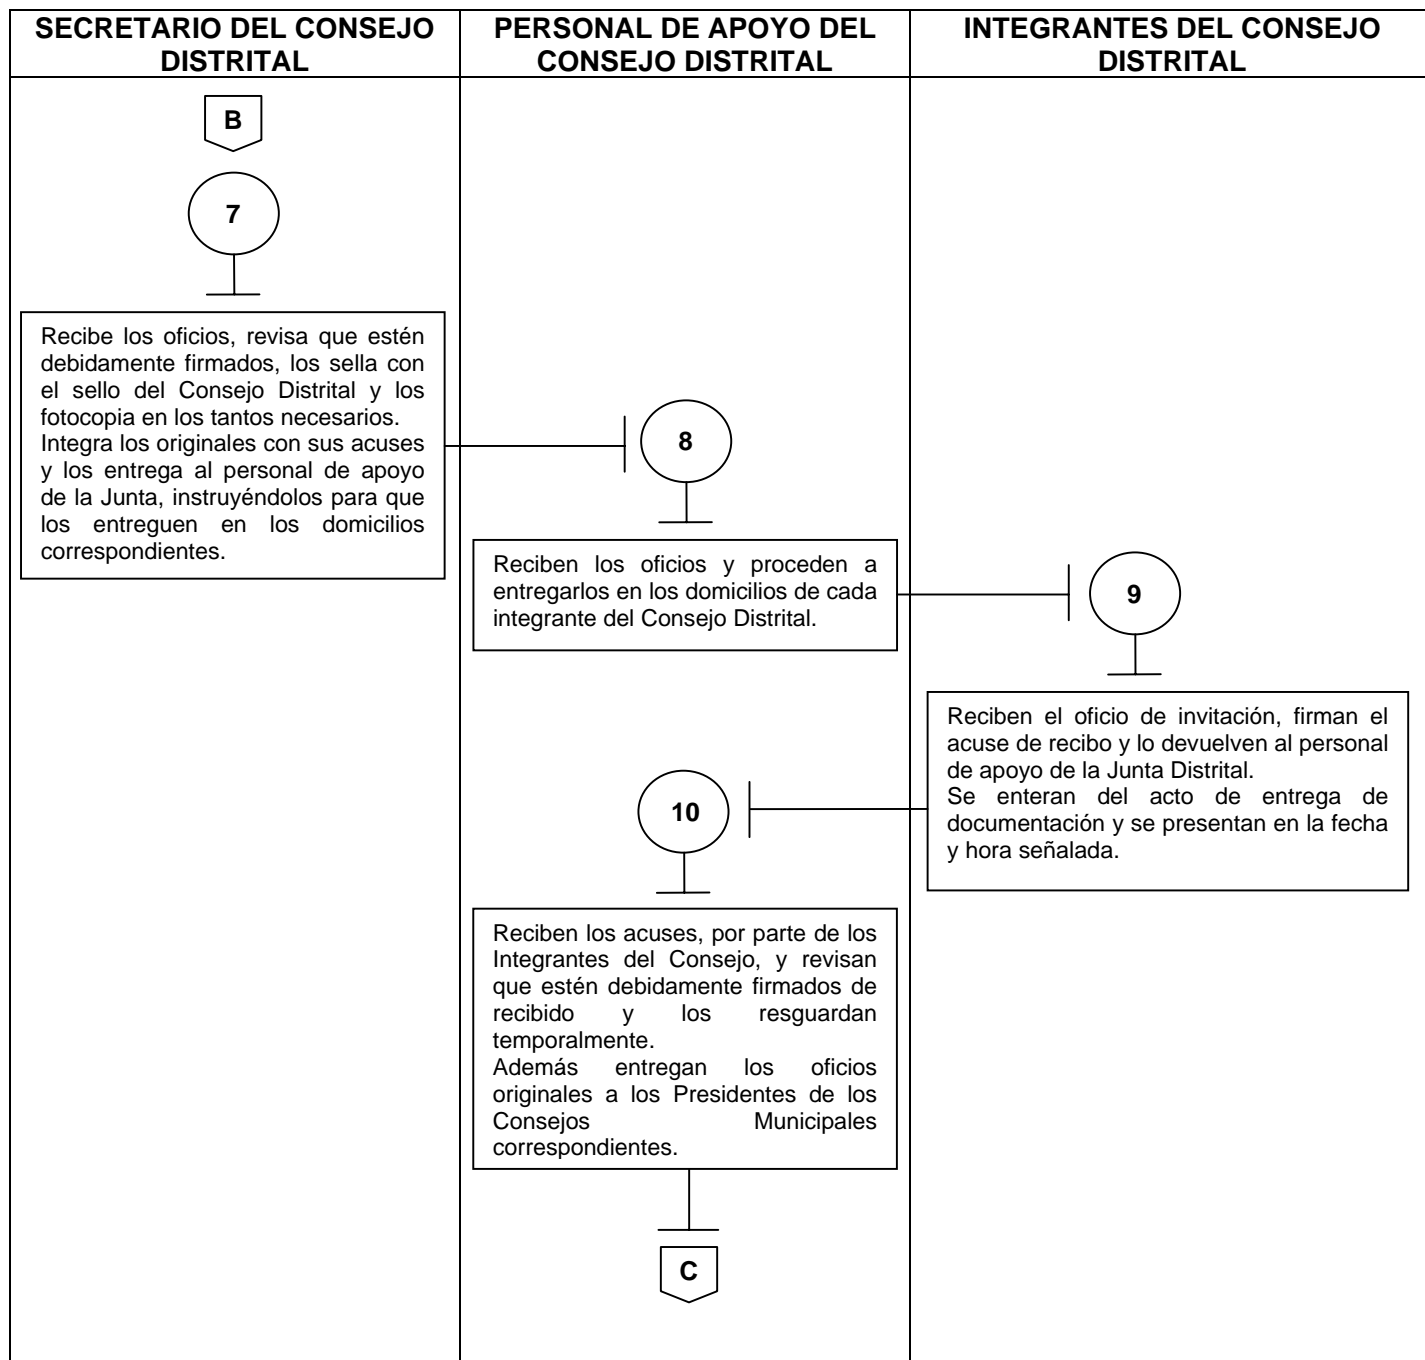 SECRETARIO DEL CONSEJO
DISTRITAL
PERSONAL DE APOYO DEL
CONSEJO DISTRITAL
INTEGRANTES DEL CONSEJO
DISTRITAL
B
7
Recibe los oficios, revisa que estén
debidamente firmados, los sella con
el sello del Consejo Distrital y los
fotocopia en los tantos necesarios.
Integra los originales con sus acuses
y los entrega al personal de apoyo
de la Junta, instruyéndolos para que
los entreguen en los domicilios
correspondientes.
8
Reciben los oficios y proceden a
entregarlos en los domicilios de cada
integrante del Consejo Distrital.
9
Reciben el oficio de invitación, firman el
acuse de recibo y lo devuelven al personal
de apoyo de la Junta Distrital.
Se enteran del acto de entrega de
documentación y se presentan en la fecha
y hora señalada.
10
Reciben los acuses, por parte de los
Integrantes del Consejo, y revisan
que estén debidamente firmados de
recibido y los resguardan
temporalmente.
Además entregan los oficios
originales a los Presidentes de los
Consejos Municipales
correspondientes.
C